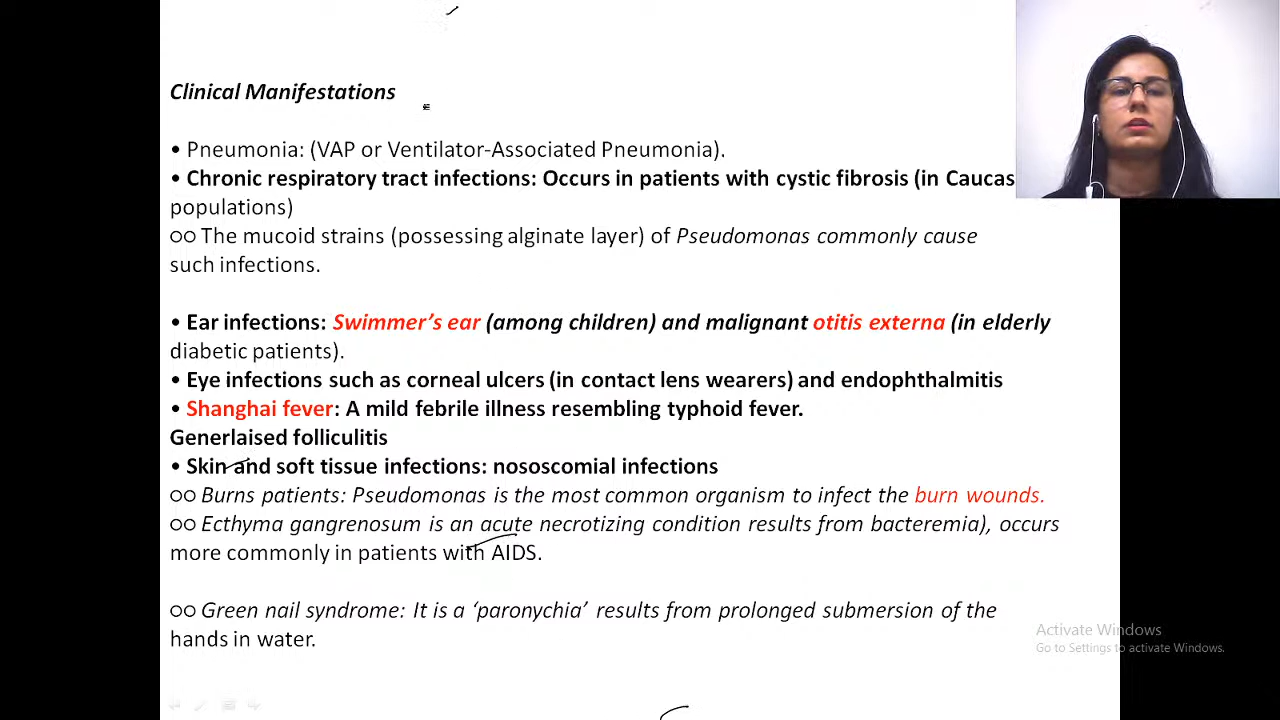 Clinical Manifestations
• Pneumonia: (VAP or Ventilator-Associated Pneumonia).
• Chronic respiratory tract infections: Occurs in patients with cystic fibrosis (in Caucas
populations)
○○ The mucoid strains (possessing alginate layer) of Pseudomonas commonly cause
such infections.
• Ear infections: Swimmer’s ear (among children) and malignant otitis externa (in elderly
diabetic patients).
• Eye infections such as corneal ulcers (in contact lens wearers) and endophthalmitis
• Shanghai fever: A mild febrile illness resembling typhoid fever.
Generlaised folliculitis
• Skin and soft tissue infections: nososcomial infections
○○ Burns patients: Pseudomonas is the most common organism to infect the burn wounds.
○○ Ecthyma gangrenosum is an acute necrotizing condition results from bacteremia), occurs
more commonly in patients with AIDS.
○○ Green nail syndrome: It is a ‘paronychia’ results from prolonged submersion of the
hands in water.
Activate Windows
Go to Settings to activate Windows.